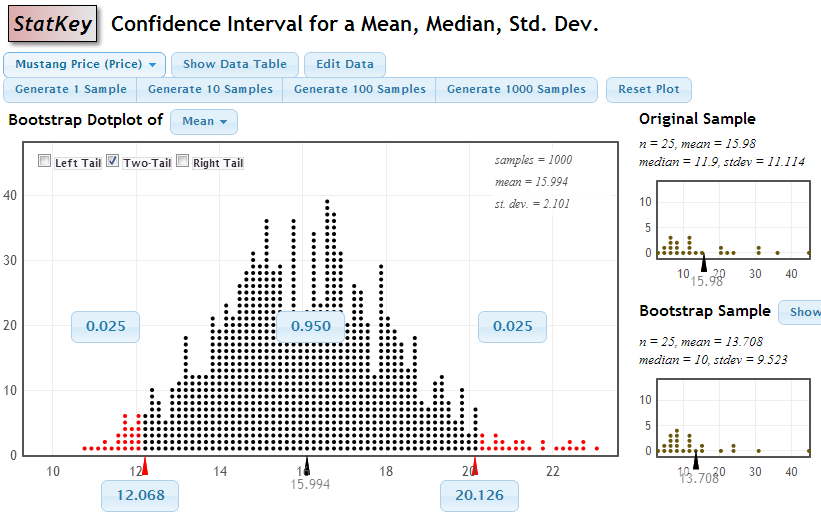 StatKey Confidence Interval for a Mean, Median, Std. Dev.
Mustang Price (Price) Show Data Table Edit Data
Generate 1 Sample Generate 10 Samples Generate 100 Samples Generate 1000 Samples Reset Plot
Bootstrap Dotplot of Mean
Left Tail Two-Tail Right Tail
samples = 1000
mean = 15.994
st. dev. = 2.101
40
30
20
10
0
0.025 0.950 0.025
10 12 14 16 18 20 22
15.994
12.068 20.126
Original Sample
n = 25, mean = 15.98
median = 11.9, stdev = 11.114
10
5
0
10 20 30 40
15.98
Bootstrap Sample Show
n = 25, mean = 13.708
median = 10, stdev = 9.523
10
5
0
10 20 30 40
13.708